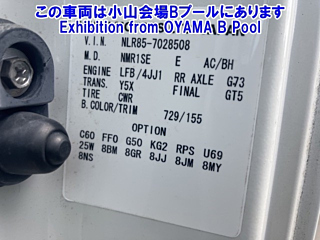 この車両は小山会場Bプールにあります
Exhibition from OYAMA B Pool
V.I.N. NLR85-7028508
M.D. NMR1SE E AC/BH
ENGINE LFB/4JJ1 RR AXLE G73
TRANS. Y5X FINAL GT5
TIRE CWR
B.COLOR/TRIM 729/155
OPTION
C60 FF0 G50 KG2 RPS U69
25W 8BM 8GR 8JJ 8JM 8MY
8NS